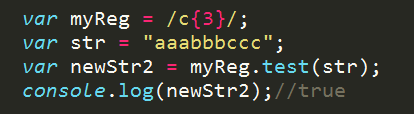 var myReg = /c{3}/;
var str = "aaabbbccc";
var newStr2 = myReg.test(str);
console.log(newStr2);//true